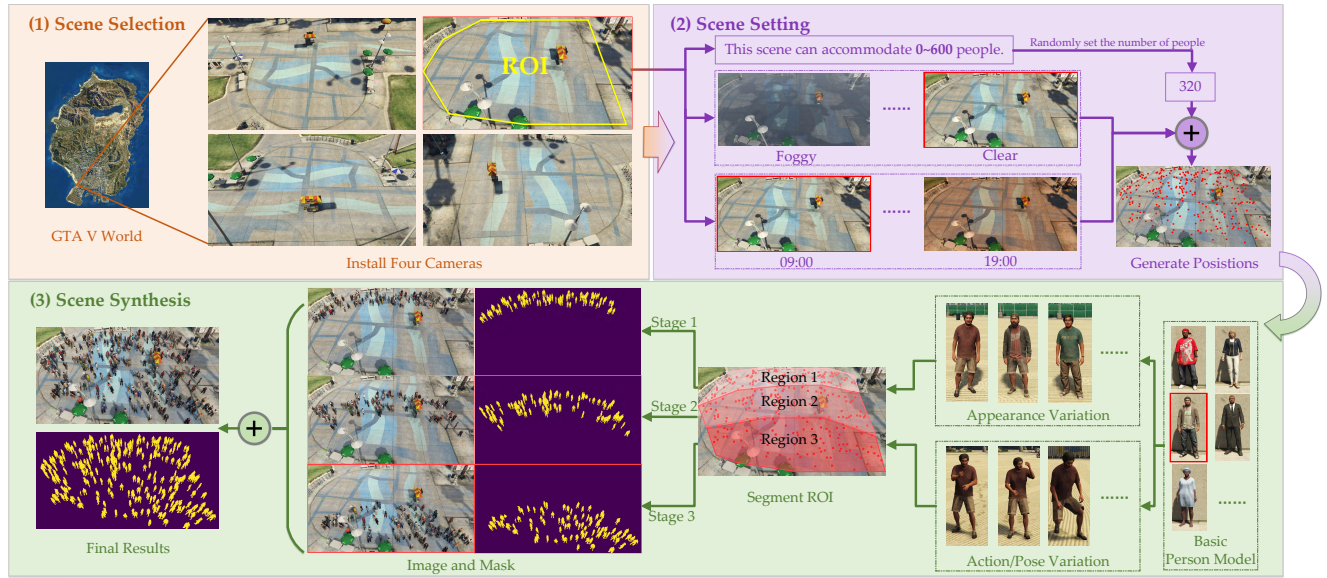 (1) Scene Selection
ROI
GTA V World
Install Four Cameras
(2) Scene Setting
This scene can accommodate 0~600 people.
Randomly set the number of people
320
+
......
Foggy
Clear
......
09:00
19:00
Generate Posistions
(3) Scene Synthesis
+
Final Results
Image and Mask
Stage 1
Stage 2
Stage 3
Region 1
Region 2
Region 3
Segment ROI
......
Appearance Variation
......
Action/Pose Variation
......
Basic
Person Model